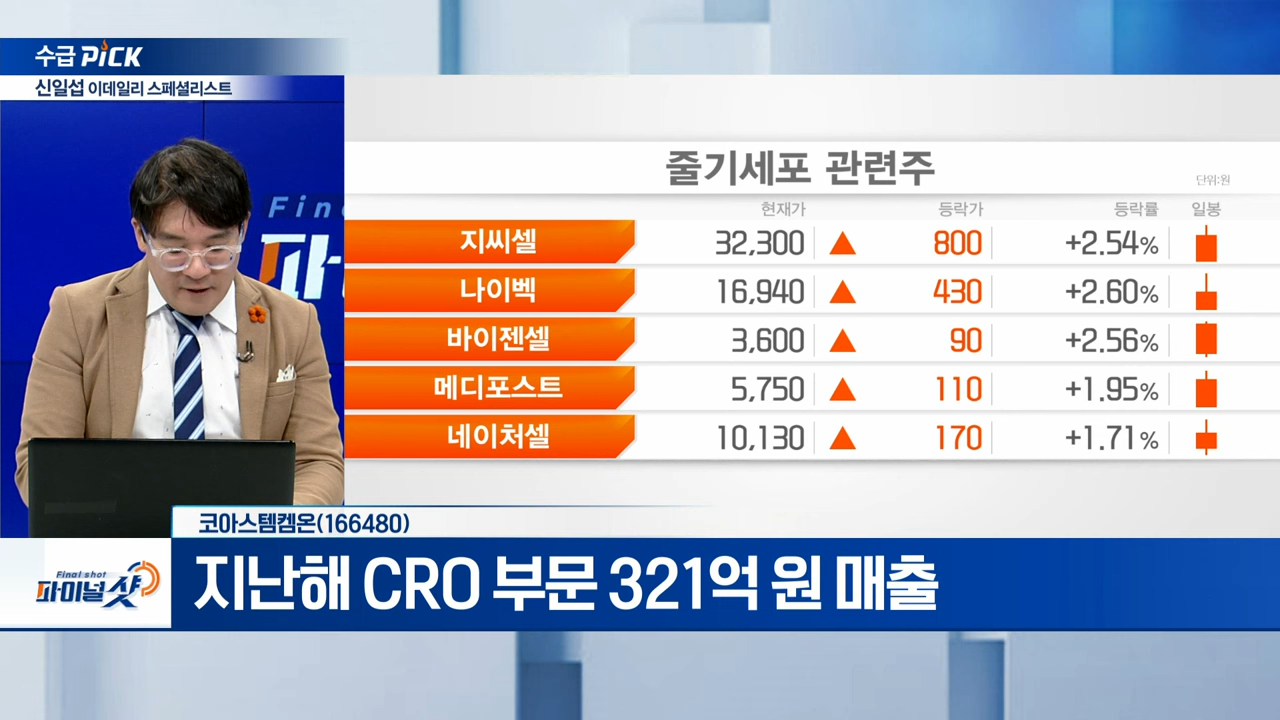 수급 PiCK
신일섭 이데일리 스페셜리스트
줄기세포 관련주
단위:원
현재가 등락가 등락률 일봉
지씨셀 32,300 ▲ 800 +2.54%
나이벡 16,940 ▲ 430 +2.60%
바이젠셀 3,600 ▲ 90 +2.56%
메디포스트 5,750 ▲ 110 +1.95%
네이처셀 10,130 ▲ 170 +1.71%
Fin
파
코아스템켐온(166480)
Final shot
파이널샷
지난해 CRO 부문 321억 원 매출